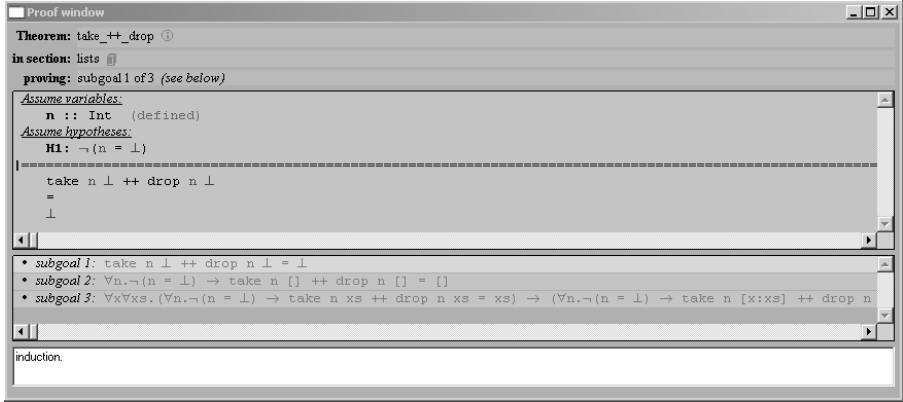 Proof window
Theorem: take_++_drop
in section: lists
proving: subgoal 1 of 3 (see below)
Assume variables:
n :: Int (defined)
Assume hypotheses:
H1: ¬(n = ⊥)
take n ⊥ ++ drop n ⊥
=
⊥
• subgoal 1: take n ⊥ ++ drop n ⊥ = ⊥
• subgoal 2: ∀n.¬(n = ⊥) → take n [] ++ drop n [] = []
• subgoal 3: ∀x∀xs.(∀n.¬(n = ⊥) → take n xs ++ drop n xs = xs) → (∀n.¬(n = ⊥) → take n [x:xs] ++ drop n
induction.